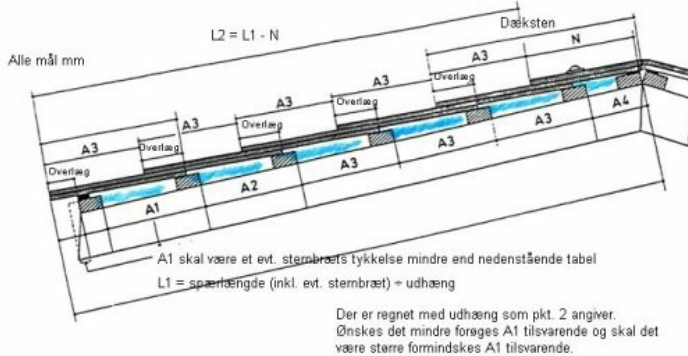 L2 = L1 - N
Dæksten
Alle mål mm
A3
N
A3
A3
A3
A3
A3
Overlæg
Overlæg
Overlæg
Overlæg
Overlæg
A1
A2
A3
A3
A3
A4
A1 skal være et evt. sternbræts tykkelse mindre end nedenstående tabel
L1 = spærlængde (inkl. evt. sternbræt) ÷ udhæng
Der er regnet med udhæng som pkt. 2 angiver.
Ønskes det mindre forøges A1 tilsvarende og skal det
være større formindskes A1 tilsvarende.